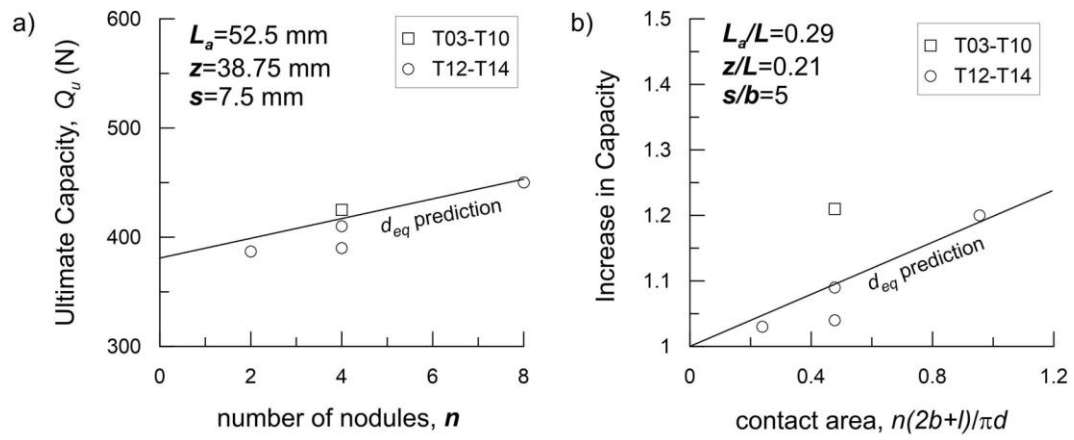 a)
L_a=52.5 mm
z=38.75 mm
s=7.5 mm
T03-T10
T12-T14
Ultimate Capacity, Q_u (N)
600
500
400
300
d_eq prediction
0 2 4 6 8
number of nodules, n
b)
L_a/L=0.29
z/L=0.21
s/b=5
T03-T10
T12-T14
Increase in Capacity
1.5
1.4
1.3
1.2
1.1
1
d_eq prediction
0 0.4 0.8 1.2
contact area, n(2b+l)/πd